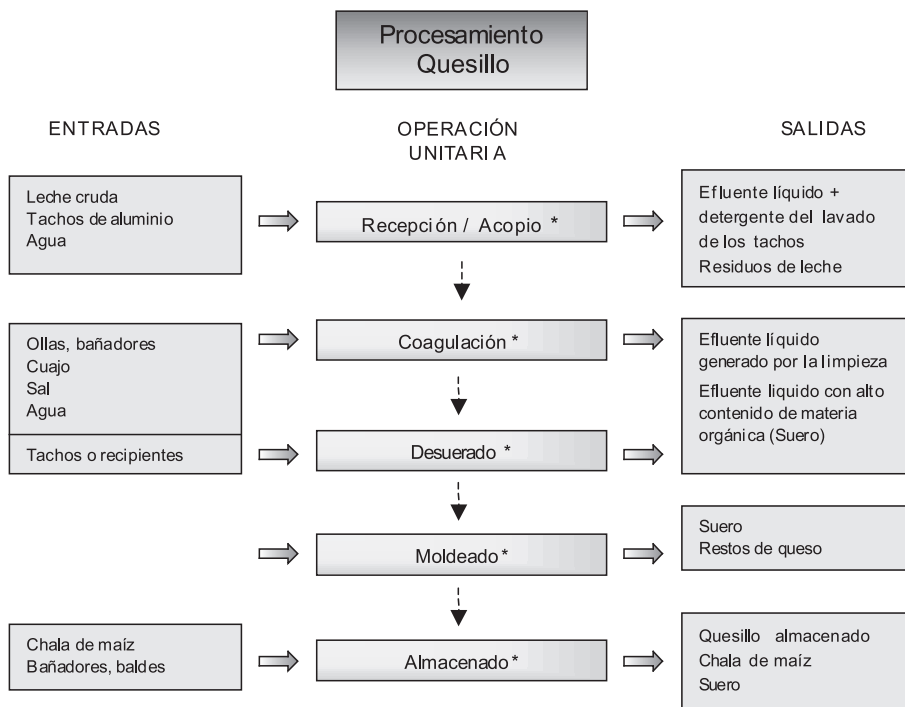 Procesamiento
Quesillo
ENTRADAS
OPERACIÓN
UNITARIA
SALIDAS
Leche cruda
Tachos de aluminio
Agua
Recepción / Acopio *
Efluente líquido +
detergente del lavado
de los tachos
Residuos de leche
Ollas, bañadores
Cuajo
Sal
Agua
Coagulación *
Efluente líquido
generado por la limpieza
Efluente liquido con alto
contenido de materia
orgánica (Suero)
Tachos o recipientes
Desuerado *
Moldeado *
Suero
Restos de queso
Chala de maíz
Bañadores, baldes
Almacenado *
Quesillo almacenado
Chala de maíz
Suero